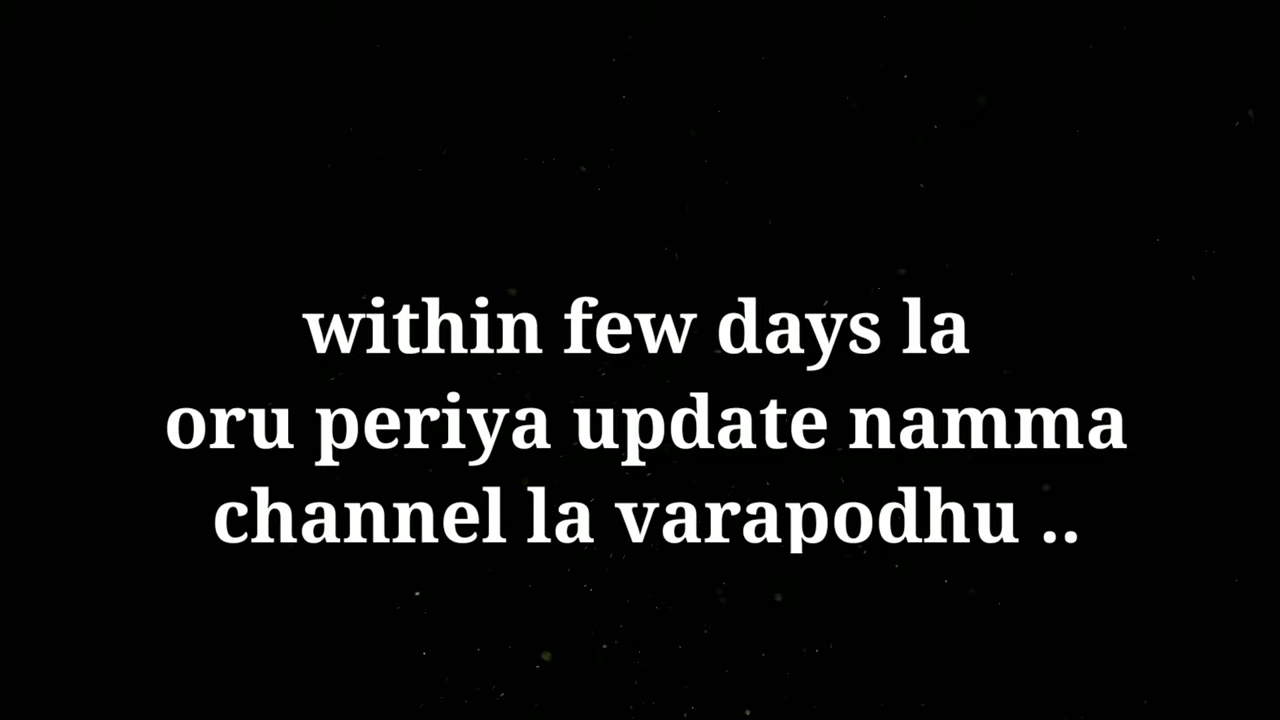 within few days la
oru periya update namma
channel la varapodhu ..